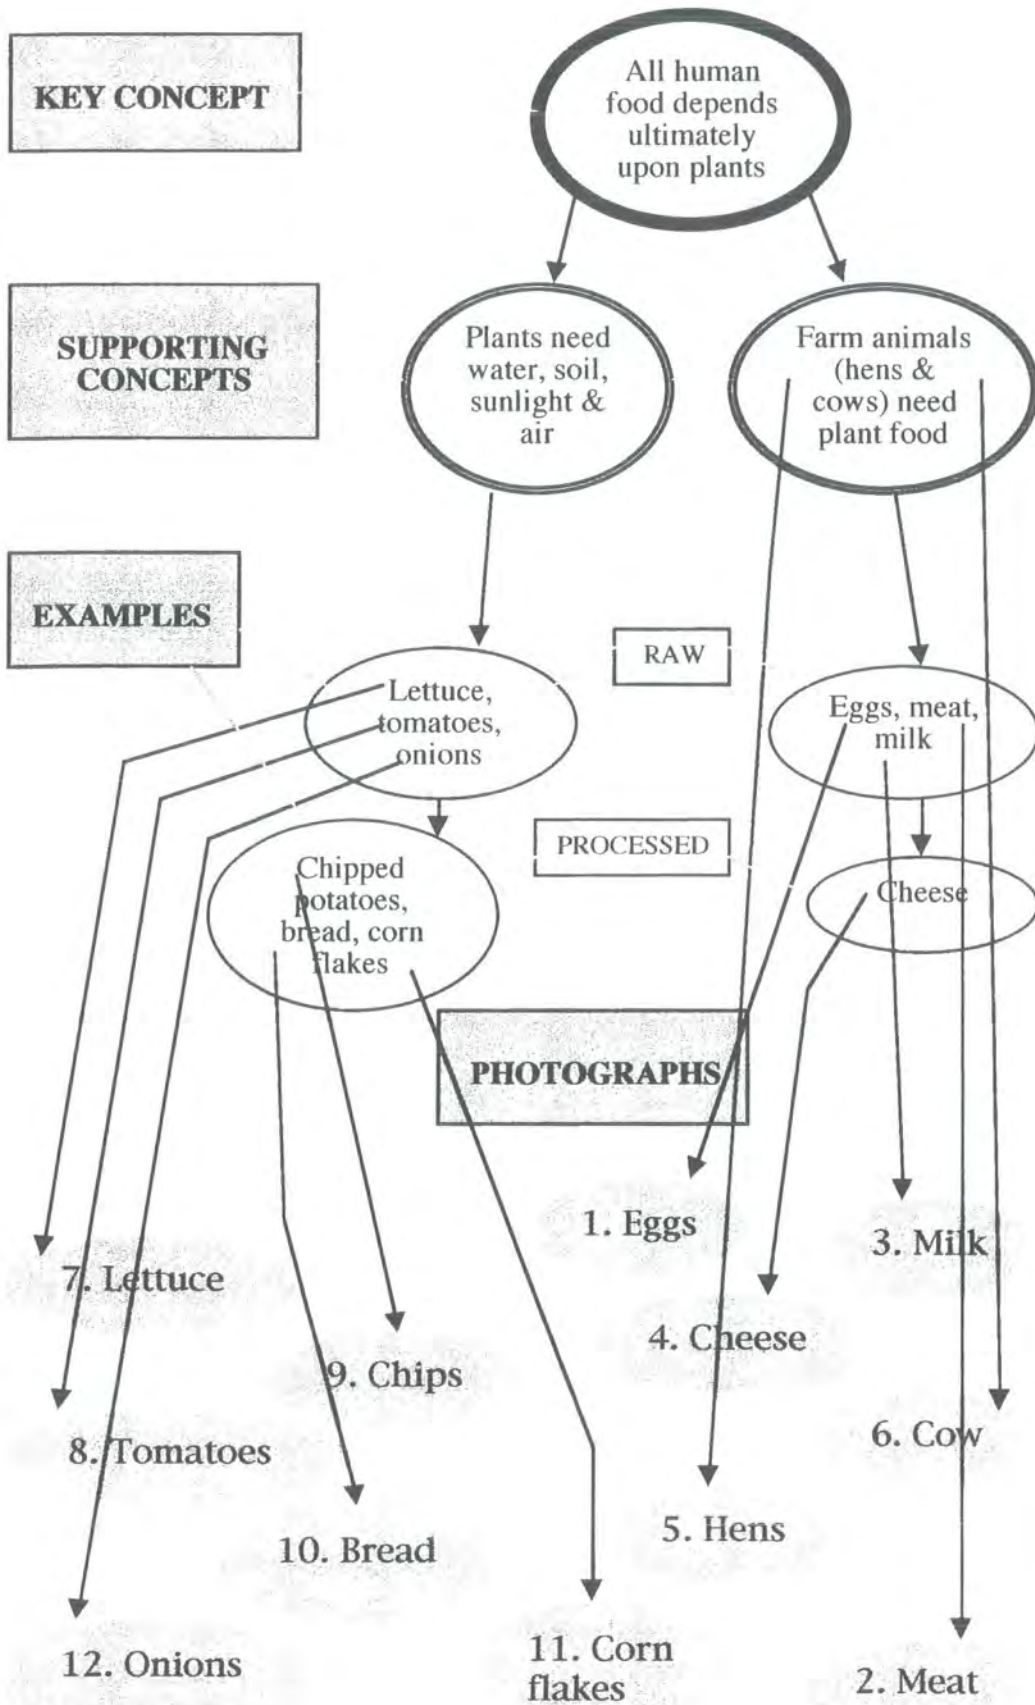 KEY CONCEPT
All human
food depends
ultimately
upon plants
SUPPORTING
CONCEPTS
Plants need
water, soil,
sunlight &
air
Farm animals
(hens &
cows) need
plant food
EXAMPLES
RAW
Lettuce,
tomatoes,
onions
Eggs, meat,
milk
PROCESSED
Chipped
potatoes,
bread, corn
flakes
Cheese
PHOTOGRAPHS
1. Eggs
3. Milk
7. Lettuce
4. Cheese
9. Chips
8. Tomatoes
6. Cow
5. Hens
10. Bread
12. Onions
11. Corn
flakes
2. Meat